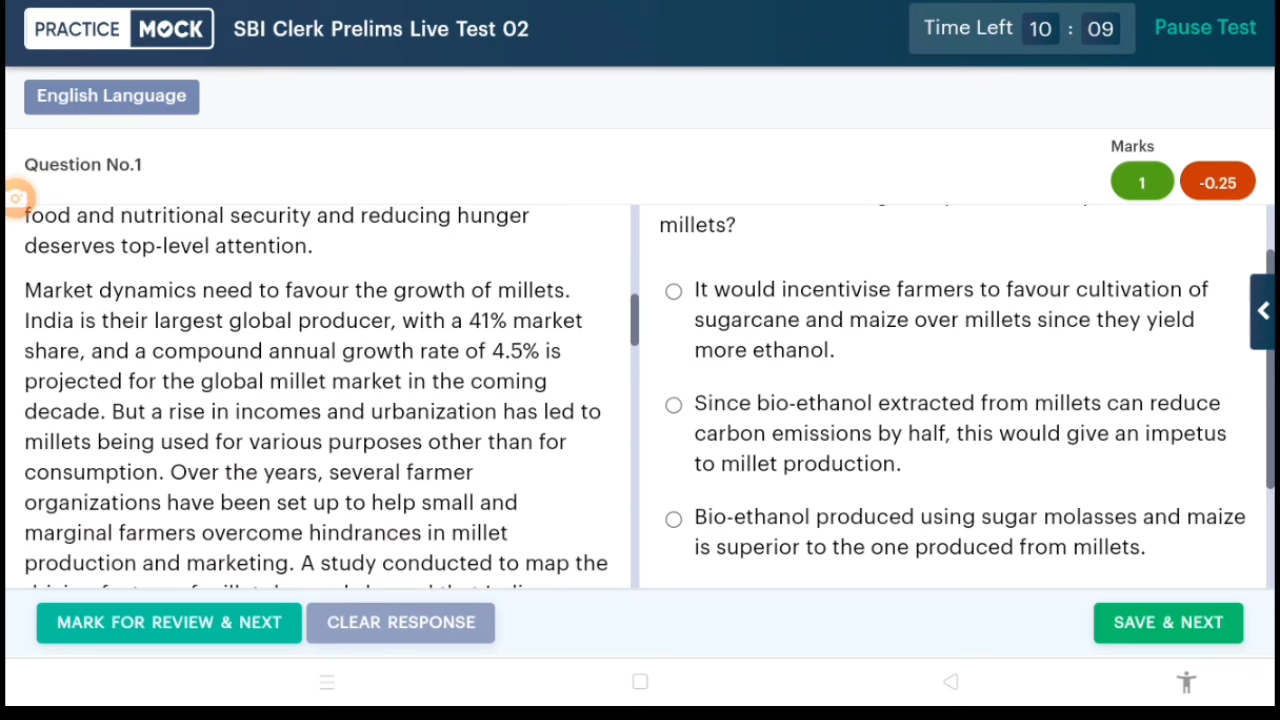 PRACTICE MOCK
SBI Clerk Prelims Live Test 02
Time Left 10 : 09
Pause Test
English Language
Question No.1
Marks
1
-0.25
food and nutritional security and reducing hunger
deserves top-level attention.
Market dynamics need to favour the growth of millets.
India is their largest global producer, with a 41% market
share, and a compound annual growth rate of 4.5% is
projected for the global millet market in the coming
decade. But a rise in incomes and urbanization has led to
millets being used for various purposes other than for
consumption. Over the years, several farmer
organizations have been set up to help small and
marginal farmers overcome hindrances in millet
production and marketing. A study conducted to map the
millets?
It would incentivise farmers to favour cultivation of
sugarcane and maize over millets since they yield
more ethanol.
Since bio-ethanol extracted from millets can reduce
carbon emissions by half, this would give an impetus
to millet production.
Bio-ethanol produced using sugar molasses and maize
is superior to the one produced from millets.
MARK FOR REVIEW & NEXT
CLEAR RESPONSE
SAVE & NEXT